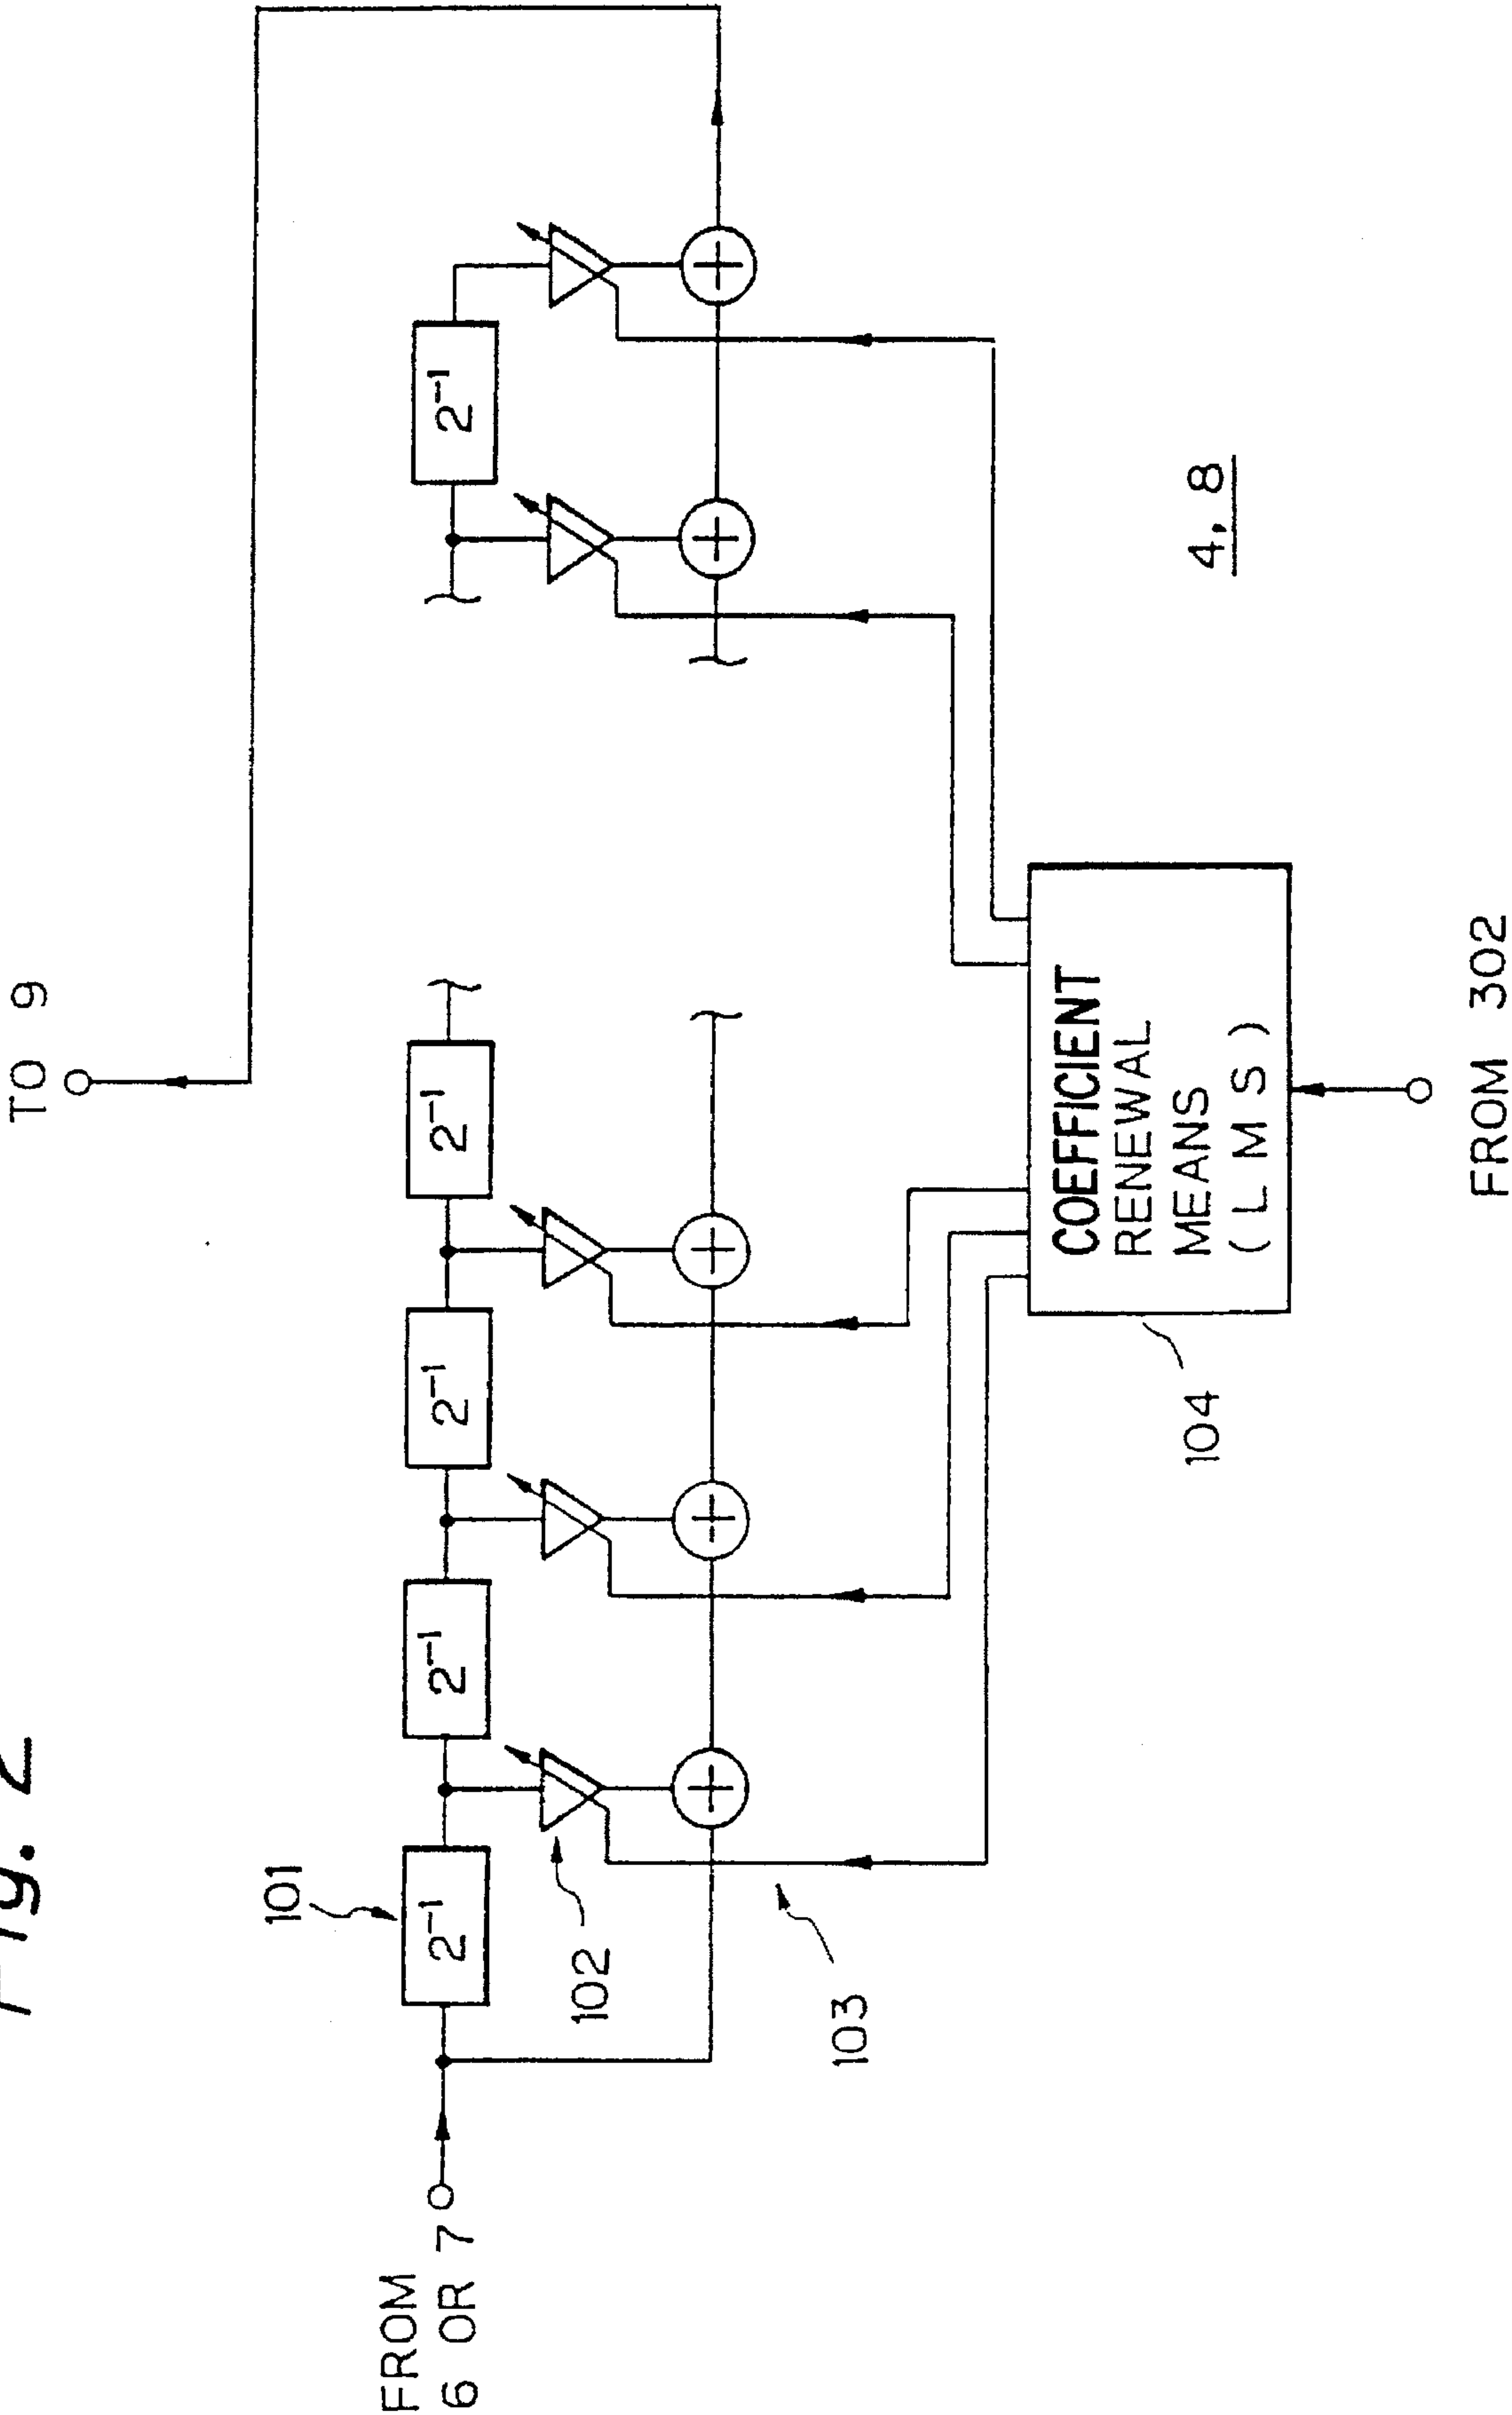 Fig. 2
TO 9
101
2⁻¹
2⁻¹
2⁻¹
2⁻¹
2⁻¹
FROM
6 OR 7
102
103
4, 8
COEFFICIENT
RENEWAL
MEANS
(LMS)
104
FROM 302